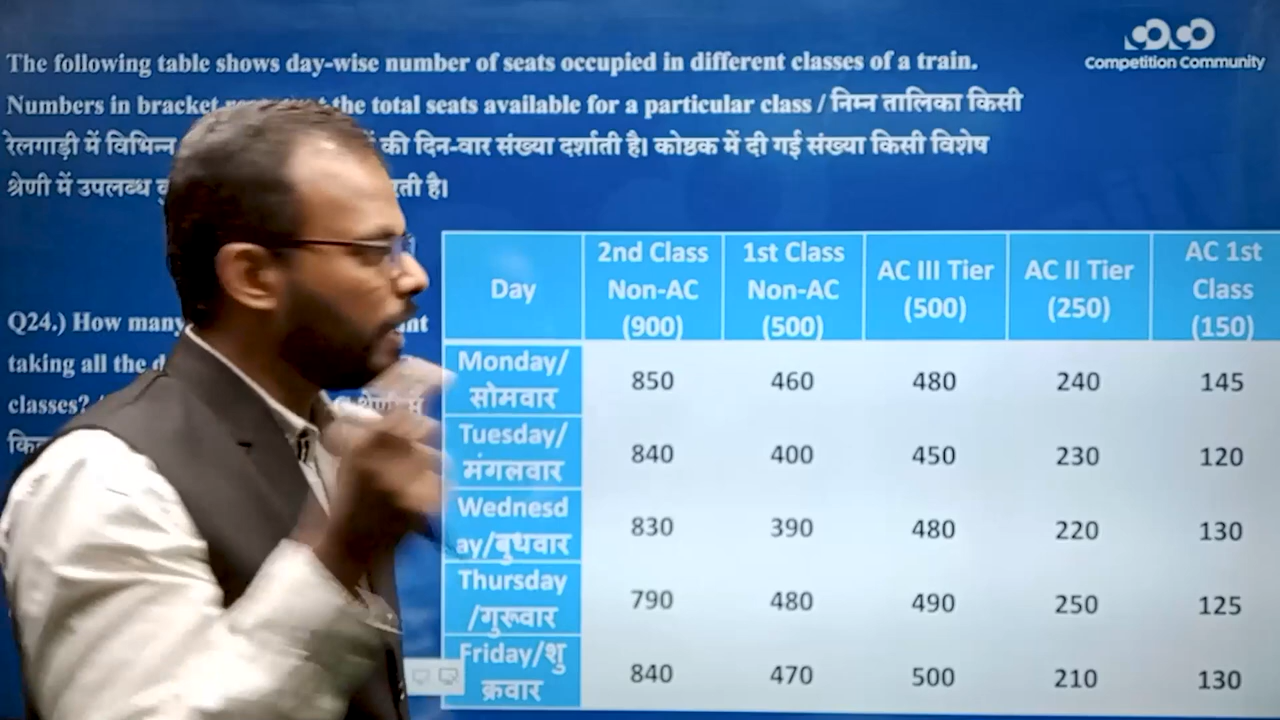 Competition Community
The following table shows day-wise number of seats occupied in different classes of a train.
Numbers in bracket the total seats available for a particular class / निम्न तालिका किसी
रेलगाड़ी में विभिन्न की दिन-वार संख्या दर्शाती है। कोष्ठक में दी गई संख्या किसी विशेष
श्रेणी में उपलब्ध है।
Q24.) How many
taking all the
classes?
Day 2nd Class Non-AC (900) 1st Class Non-AC (500) AC III Tier (500) AC II Tier (250) AC 1st Class (150)
Monday/सोमवार 850 460 480 240 145
Tuesday/मंगलवार 840 400 450 230 120
Wednesday/बुधवार 830 390 480 220 130
Thursday/गुरूवार 790 480 490 250 125
Friday/शुक्रवार 840 470 500 210 130